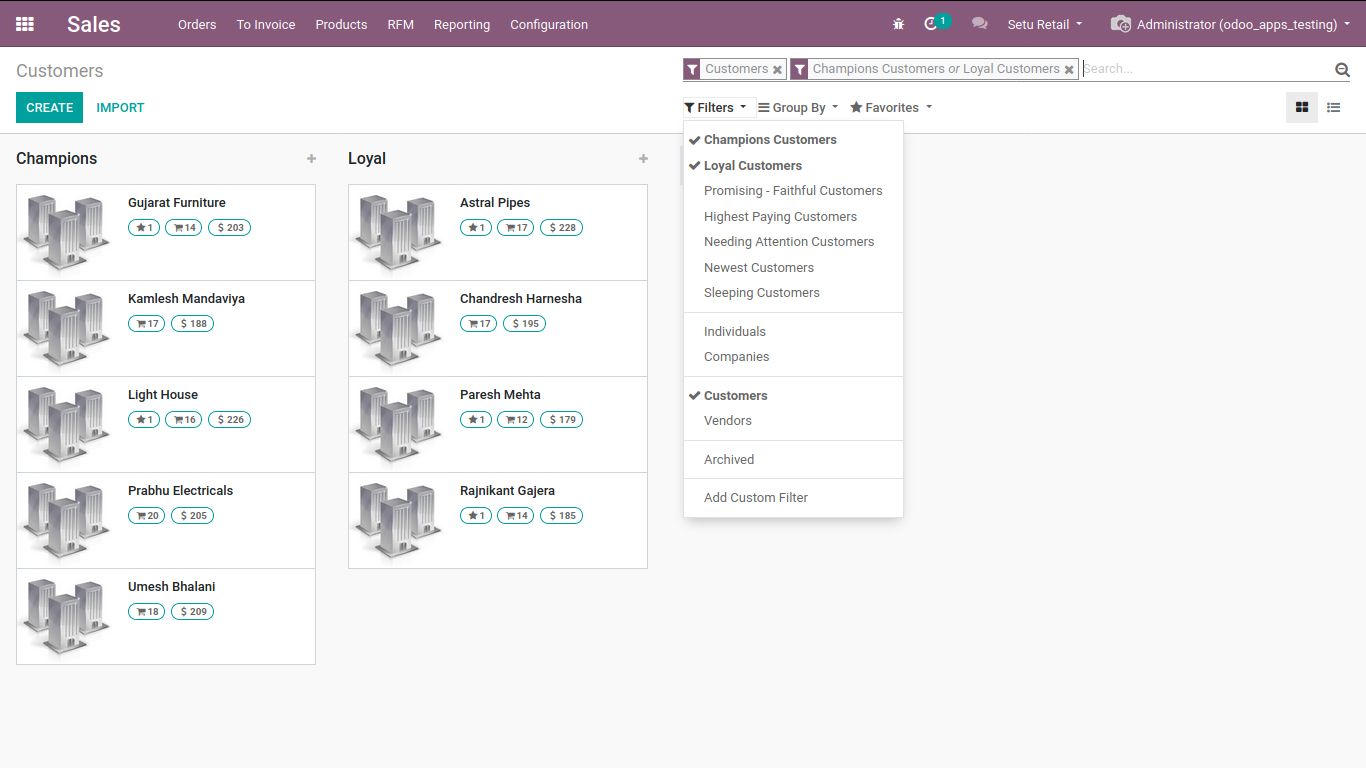 Sales Orders To Invoice Products RFM Reporting Configuration 1 Setu Retail Administrator (odoo_apps_testing)
Customers
Customers Champions Customers or Loyal Customers Search...
CREATE IMPORT
Filters Group By Favorites
Champions Customers
Loyal Customers
Promising - Faithful Customers
Highest Paying Customers
Needing Attention Customers
Newest Customers
Sleeping Customers
Individuals
Companies
Customers
Vendors
Archived
Add Custom Filter
Champions
Gujarat Furniture
1 14 $ 203
Kamlesh Mandaviya
17 $ 188
Light House
1 16 $ 226
Prabhu Electricals
20 $ 205
Umesh Bhalani
18 $ 209
Loyal
Astral Pipes
1 17 $ 228
Chandresh Harnesha
17 $ 195
Paresh Mehta
1 12 $ 179
Rajnikant Gajera
1 14 $ 185